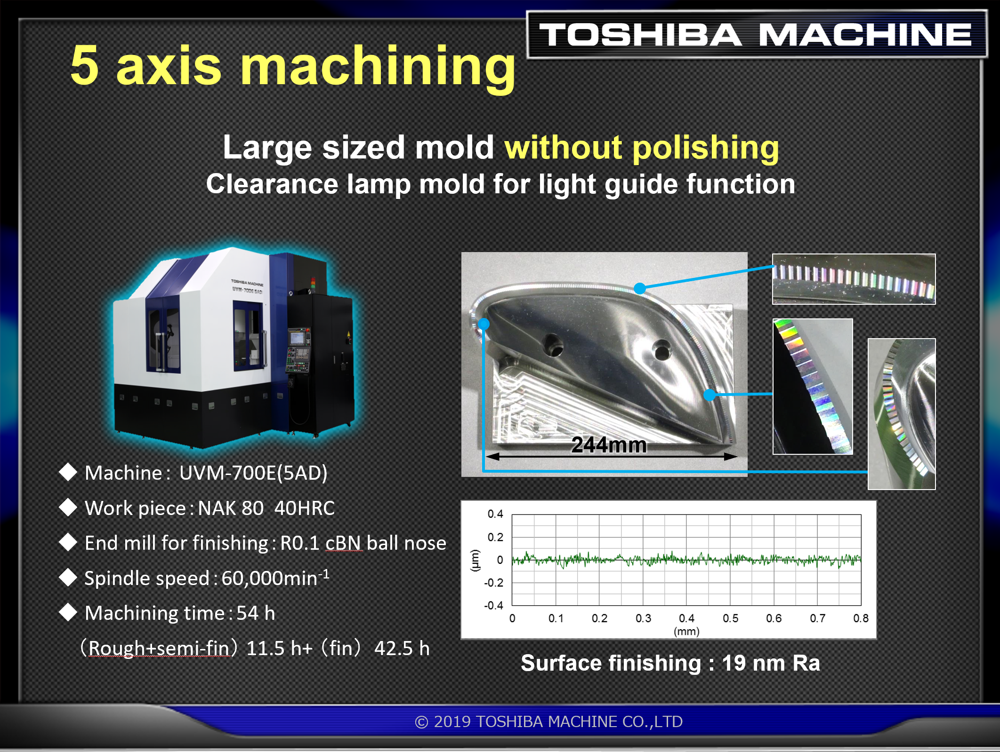 TOSHIBA MACHINE
5 axis machining
Large sized mold without polishing
Clearance lamp mold for light guide function
TOSHIBA MACHINE
UVM-700E(5AD)
244mm
◆ Machine： UVM-700E(5AD)
◆ Work piece：NAK 80  40HRC
◆ End mill for finishing：R0.1 cBN ball nose
◆ Spindle speed：60,000min-1
◆ Machining time：54 h
（Rough+semi-fin）11.5 h+（fin） 42.5 h
0.4
0.2
0
-0.2
-0.4
(μm)
0 0.1 0.2 0.3 0.4 0.5 0.6 0.7 0.8
(mm)
Surface finishing : 19 nm Ra
© 2019 TOSHIBA MACHINE CO.,LTD